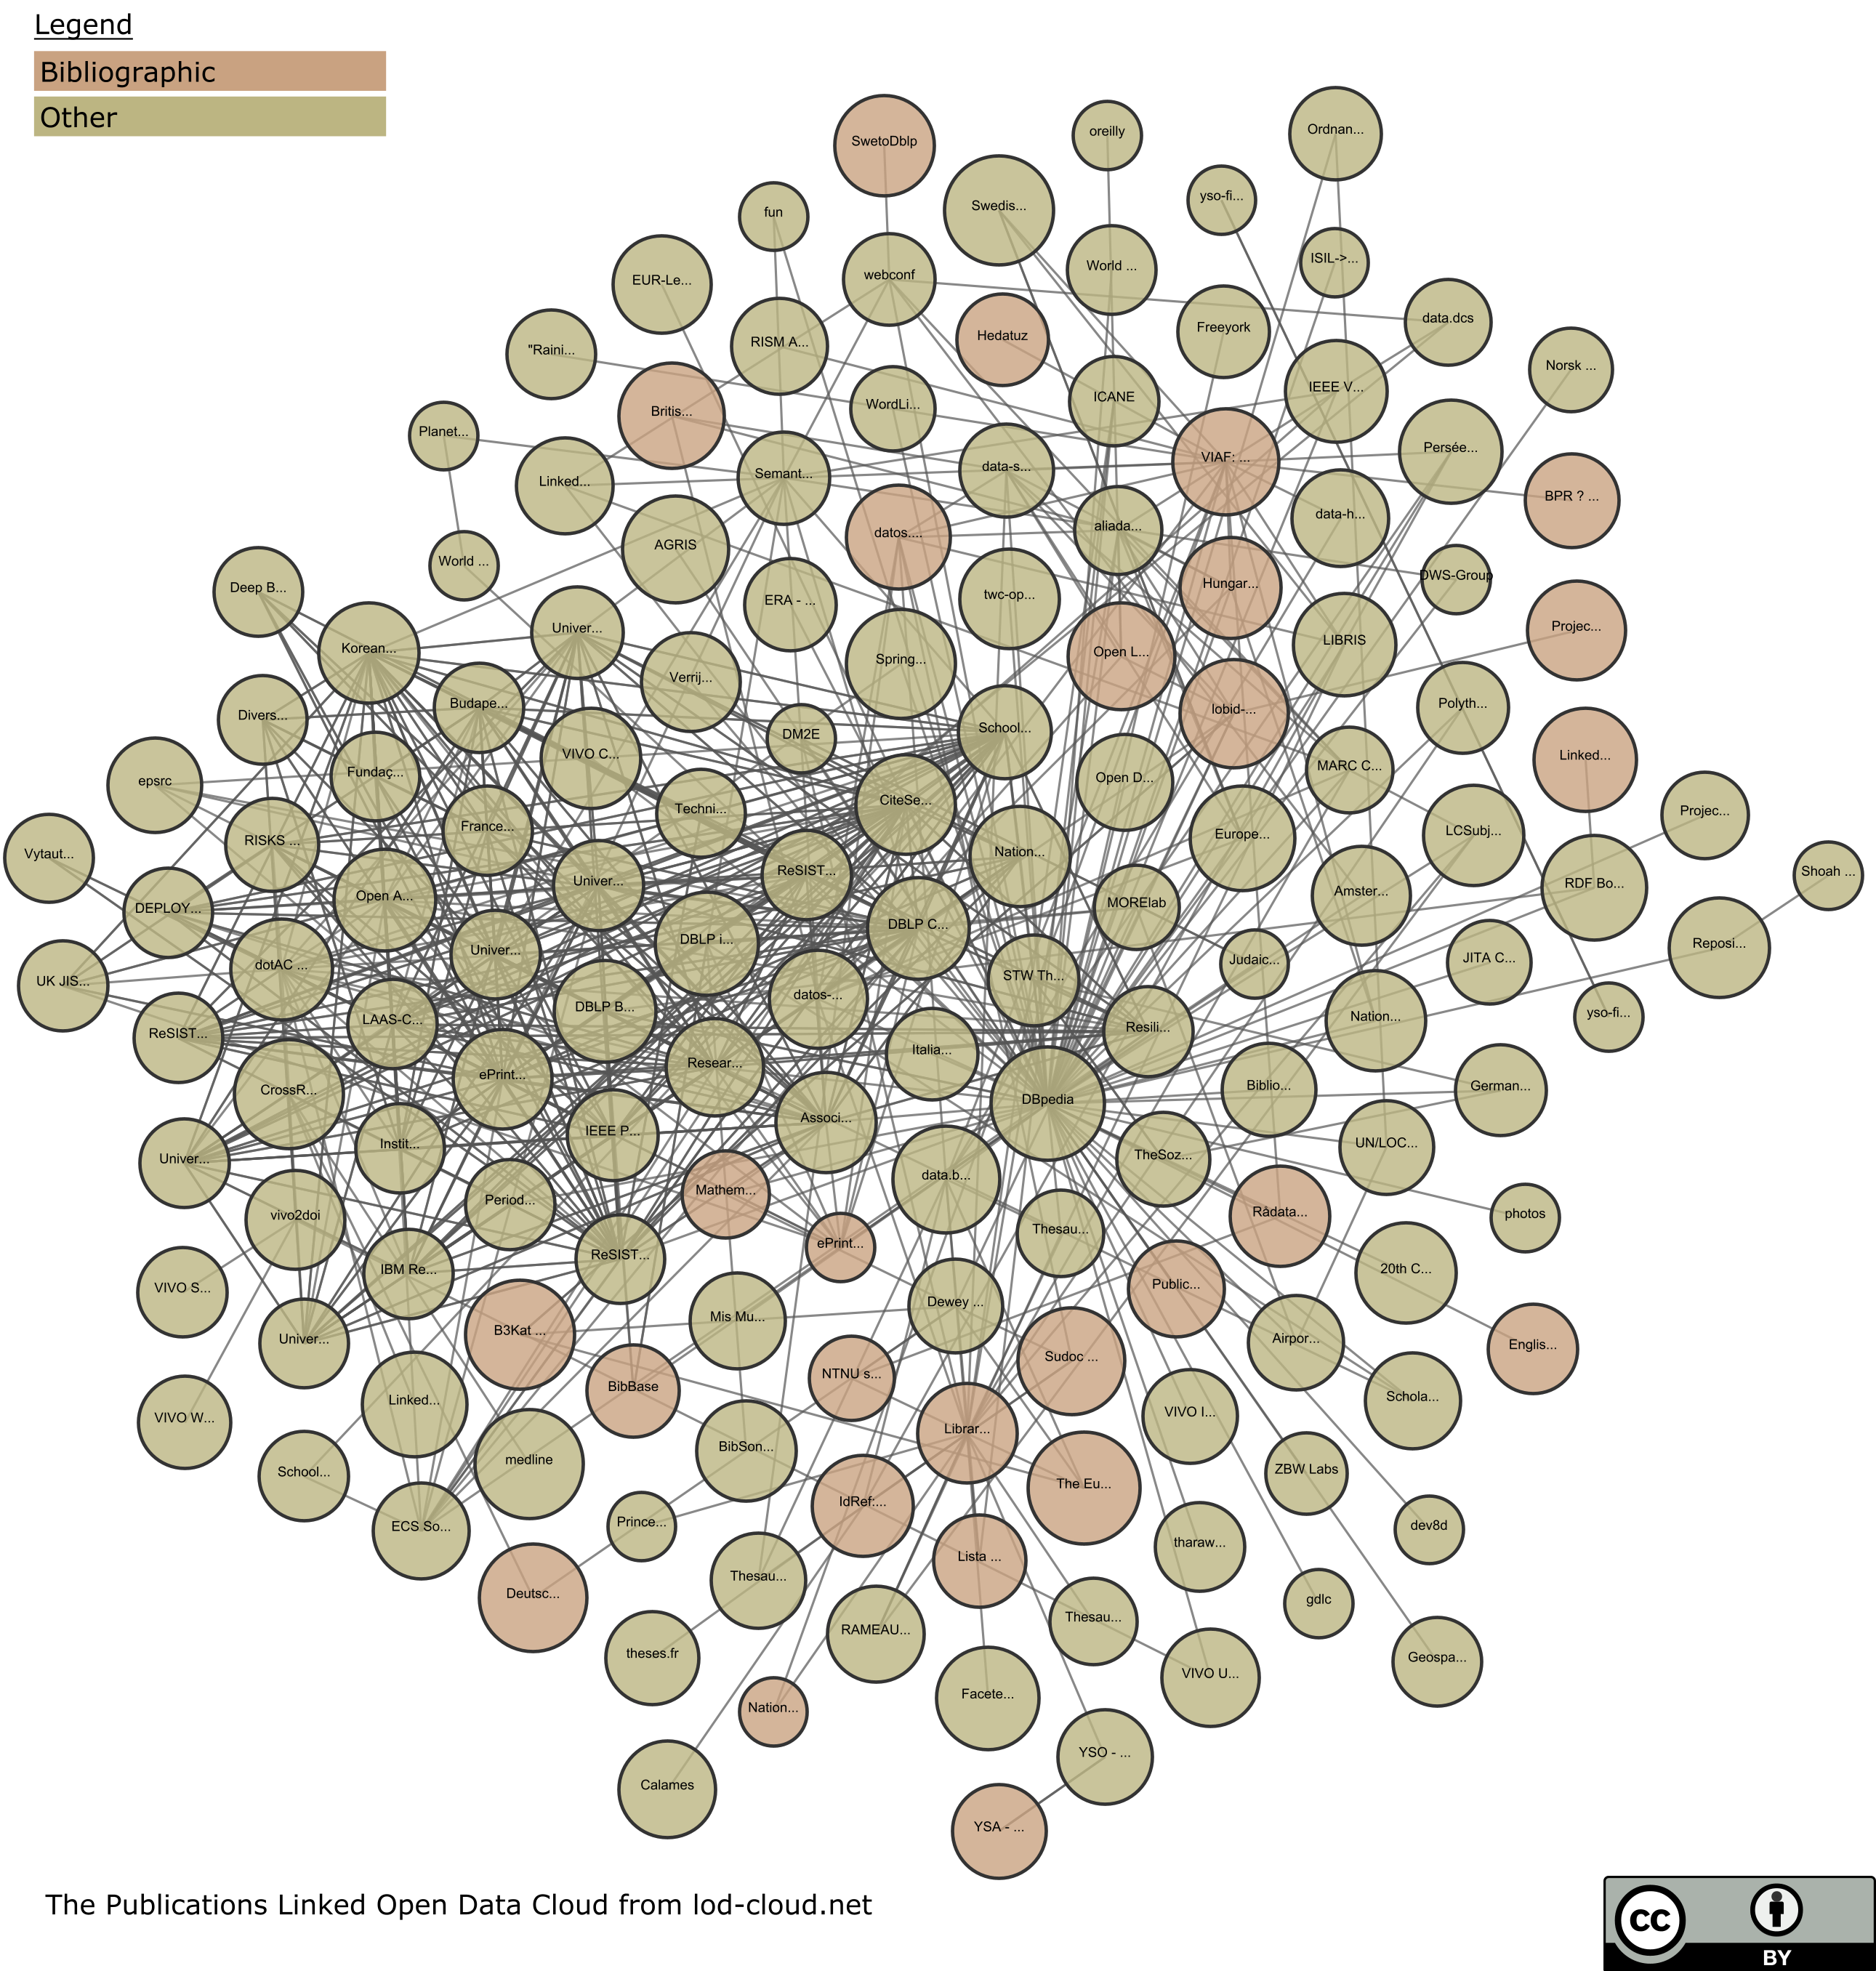 Legend
Bibliographic
Other
SwetoDblp
oreilly
Ordnan...
Swedis...
yso-fi...
fun
EUR-Le...
webconf
World ...
ISIL->...
"Raini...
RISM A...
Hedatuz
Freeyork
data.dcs
Norsk ...
Planet...
Britis...
WordLi...
ICANE
IEEE V...
Persée...
Linked...
Semant...
data-s...
VIAF: ...
BPR ? ...
World ...
AGRIS
datos....
aliada...
data-h...
Deep B...
ERA - ...
twc-op...
Hungar...
DWS-Group
Korean...
Univer...
Verrij...
Spring...
Open L...
LIBRIS
Projec...
Divers...
Budape...
DM2E
School...
lobid-...
Polyth...
epsrc
Fundaç...
VIVO C...
Techni...
CiteSe...
Open D...
MARC C...
Linked...
Vytaut...
RISKS ...
France...
ReSIST...
Nation...
Europe...
LCSubj...
Projec...
DEPLOY...
Open A...
Univer...
DBLP C...
MORElab
Amster...
RDF Bo...
Shoah ...
UK JIS...
dotAC ...
Univer...
DBLP i...
STW Th...
Judaic...
JITA C...
Reposi...
ReSIST...
LAAS-C...
DBLP B...
datos-...
Resili...
Nation...
yso-fi...
CrossR...
ePrint...
Resear...
Italia...
DBpedia
Biblio...
German...
Univer...
Instit...
IEEE P...
Associ...
data.b...
TheSoz...
UN/LOC...
vivo2doi
Period...
Mathem...
ePrint...
Thesau...
Rådata...
photos
VIVO S...
IBM Re...
ReSIST...
Mis Mu...
Dewey ...
Public...
20th C...
Univer...
B3Kat ...
BibBase
NTNU s...
Sudoc ...
Airpor...
Englis...
VIVO W...
Linked...
BibSon...
Librar...
VIVO I...
Schola...
School...
medline
IdRef:...
The Eu...
ZBW Labs
ECS So...
Prince...
Lista ...
tharaw...
dev8d
Deutsc...
Thesau...
RAMEAU...
Thesau...
gdlc
theses.fr
Nation...
Facete...
VIVO U...
Geospa...
Calames
YSO - ...
YSA - ...
The Publications Linked Open Data Cloud from lod-cloud.net
cc
BY